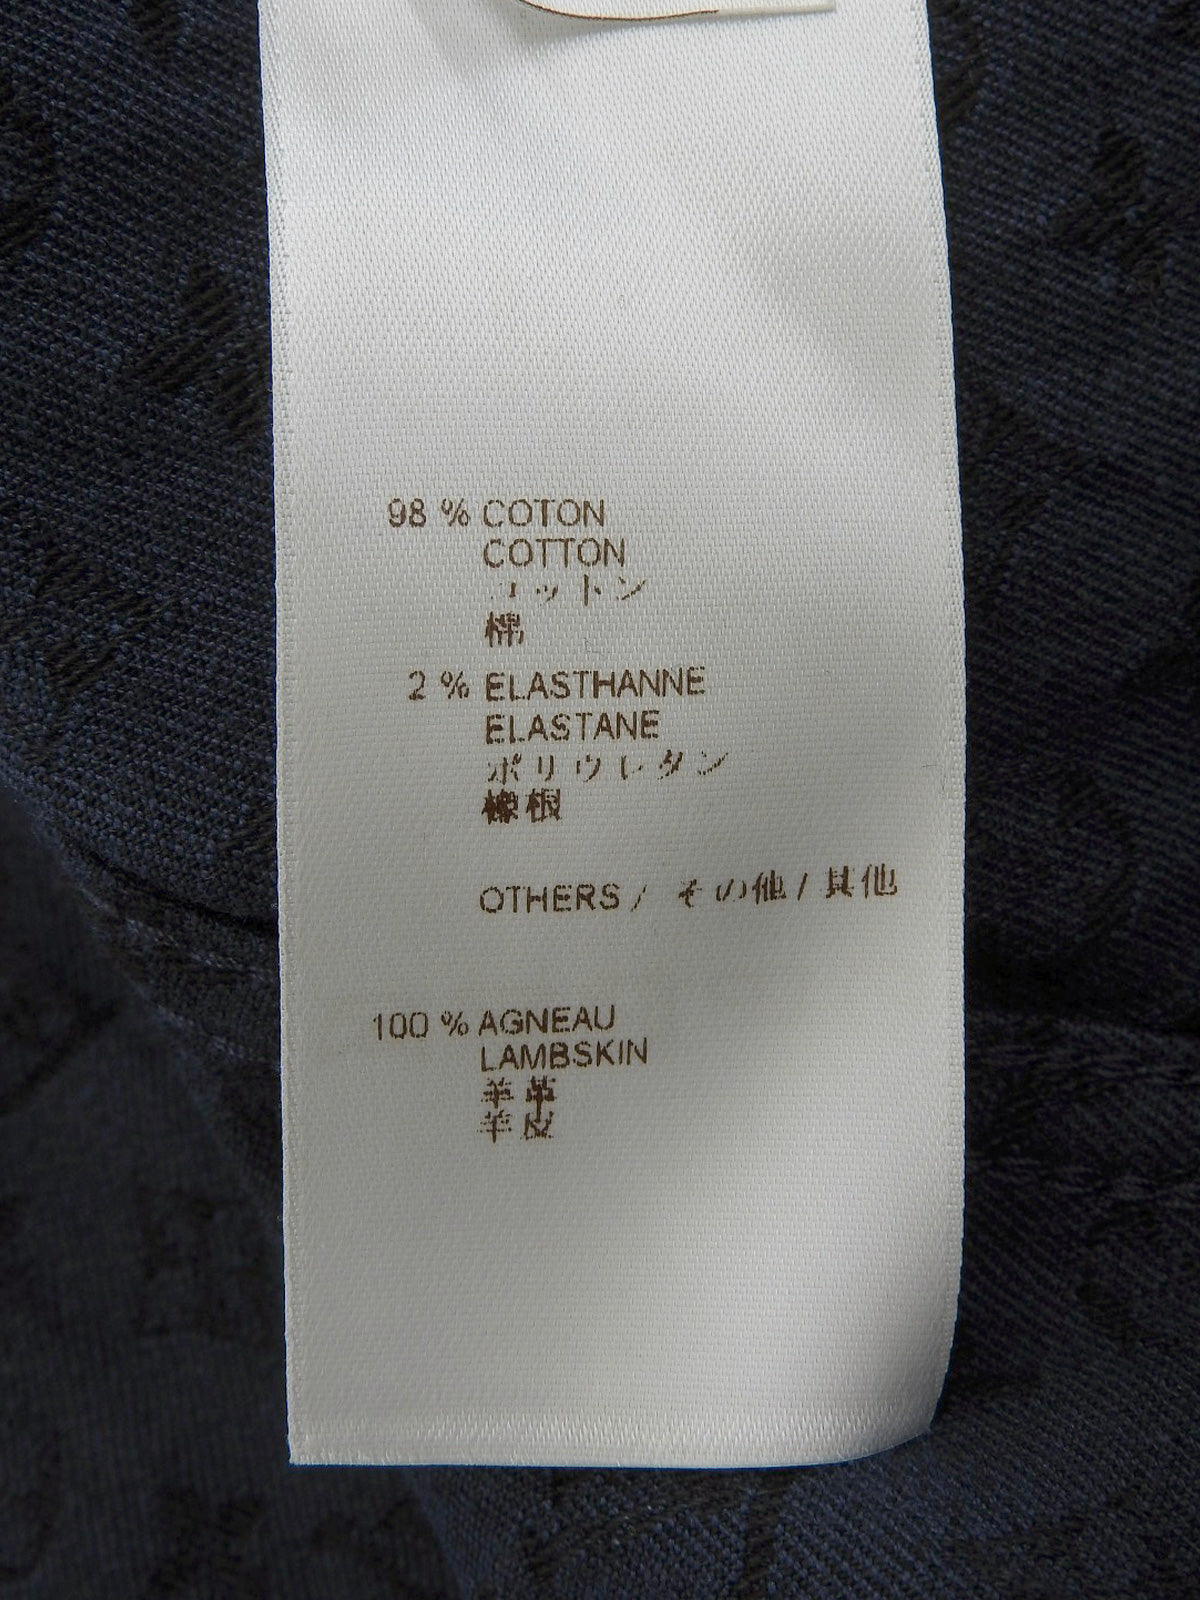 98 % COTON
COTTON
コットン
棉
2 % ELASTHANNE
ELASTANE
ポリウレタン
橡根
OTHERS / その他 / 其他
100 % AGNEAU
LAMBSKIN
羊革
羊皮